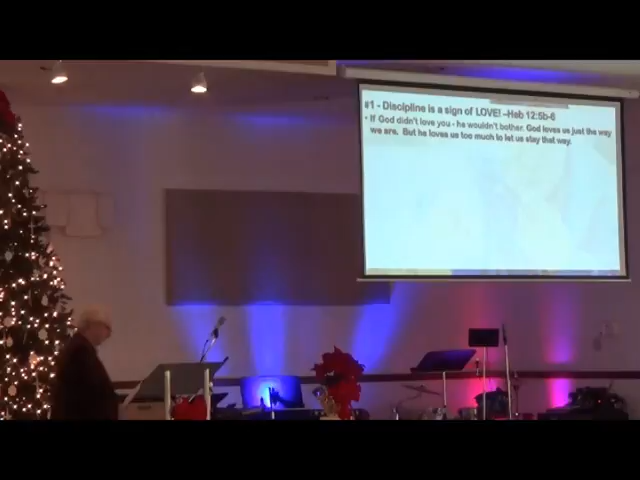 #1 - Discipline is a sign of LOVE! –Heb 12:5b-6
• If God didn't love you - he wouldn't bother. God loves us just the way
we are.  But he loves us too much to let us stay that way.